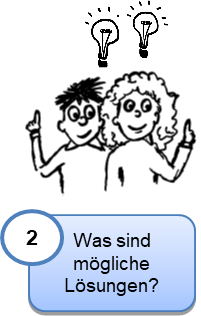 2
Was sind
mögliche
Lösungen?